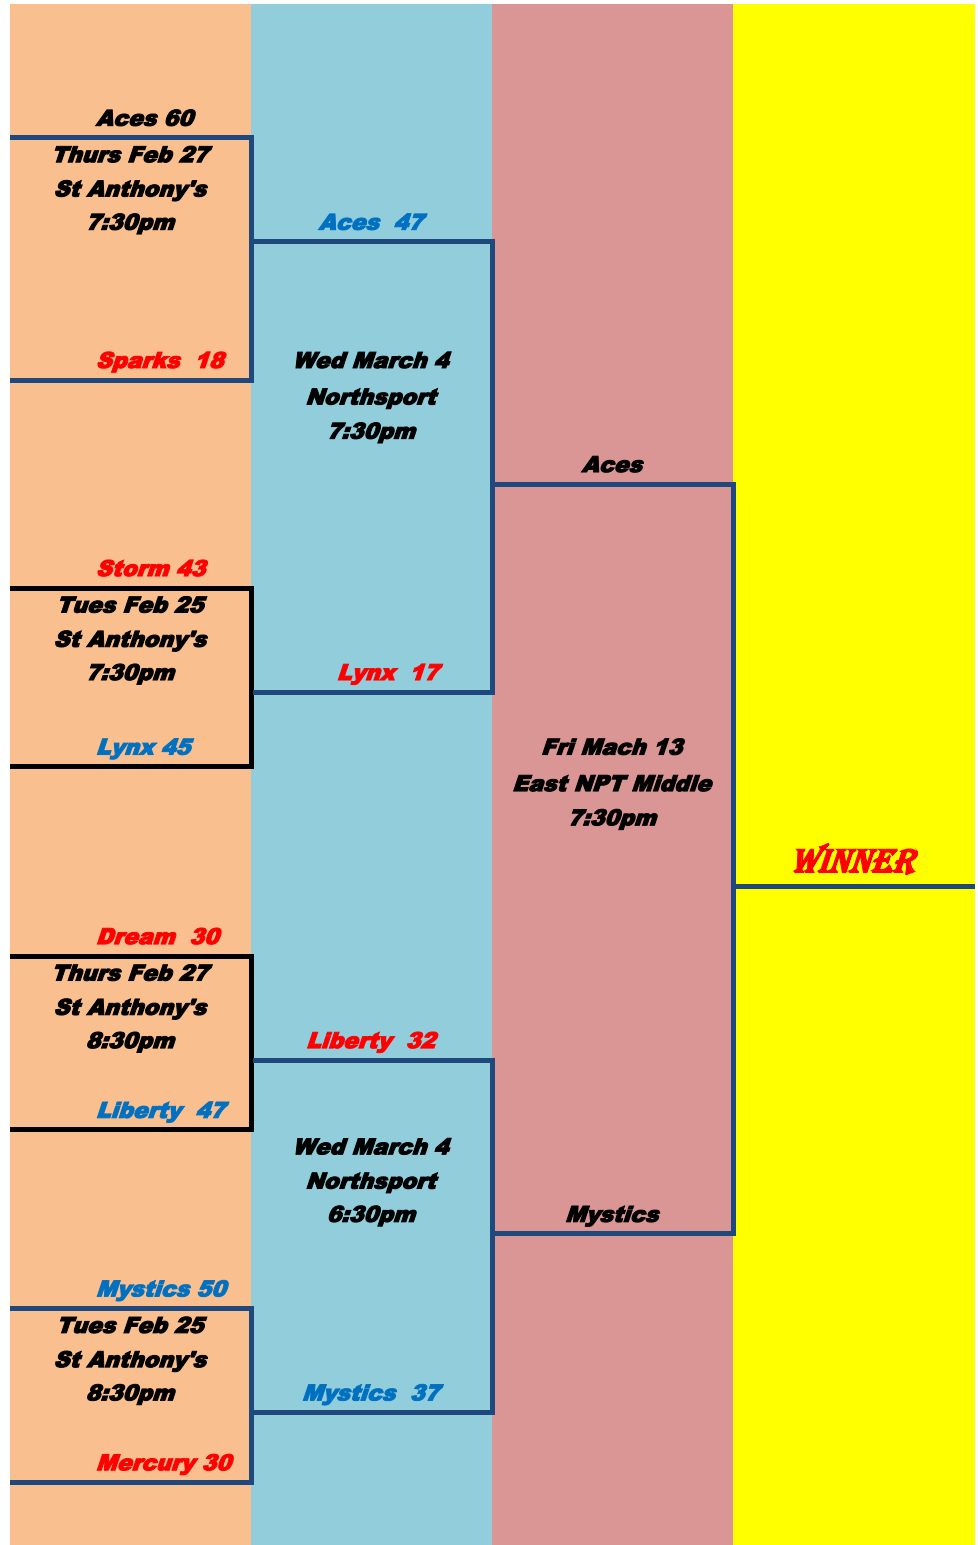 Aces 60
Thurs Feb 27
St Anthony's
7:30pm
Sparks 18
Storm 43
Tues Feb 25
St Anthony's
7:30pm
Lynx 45
Dream 30
Thurs Feb 27
St Anthony's
8:30pm
Liberty 47
Mystics 50
Tues Feb 25
St Anthony's
8:30pm
Mercury 30
Aces 47
Wed March 4
Northsport
7:30pm
Lynx 17
Liberty 32
Wed March 4
Northsport
6:30pm
Mystics 37
Aces
Fri Mach 13
East NPT Middle
7:30pm
Mystics
WINNER